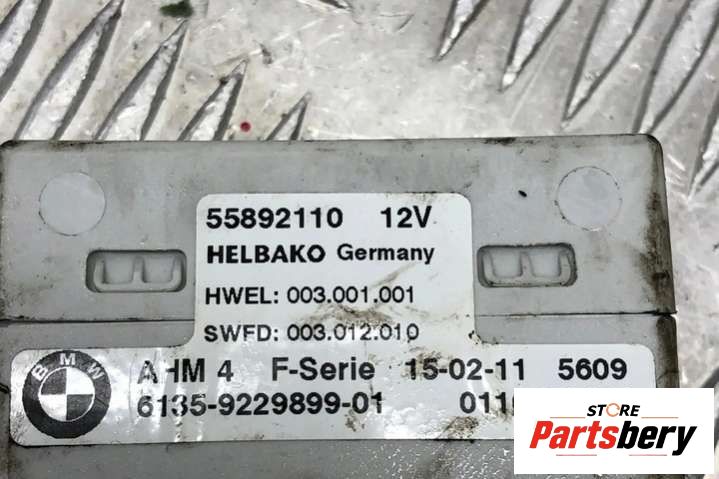 55892110 12V
HELBAKO Germany
HWEL: 003.001.001
SWFD: 003.012.010
BMW
AHM 4 F-Serie 15-02-11 5609
6135-9229899-01
STORE
Partsbery